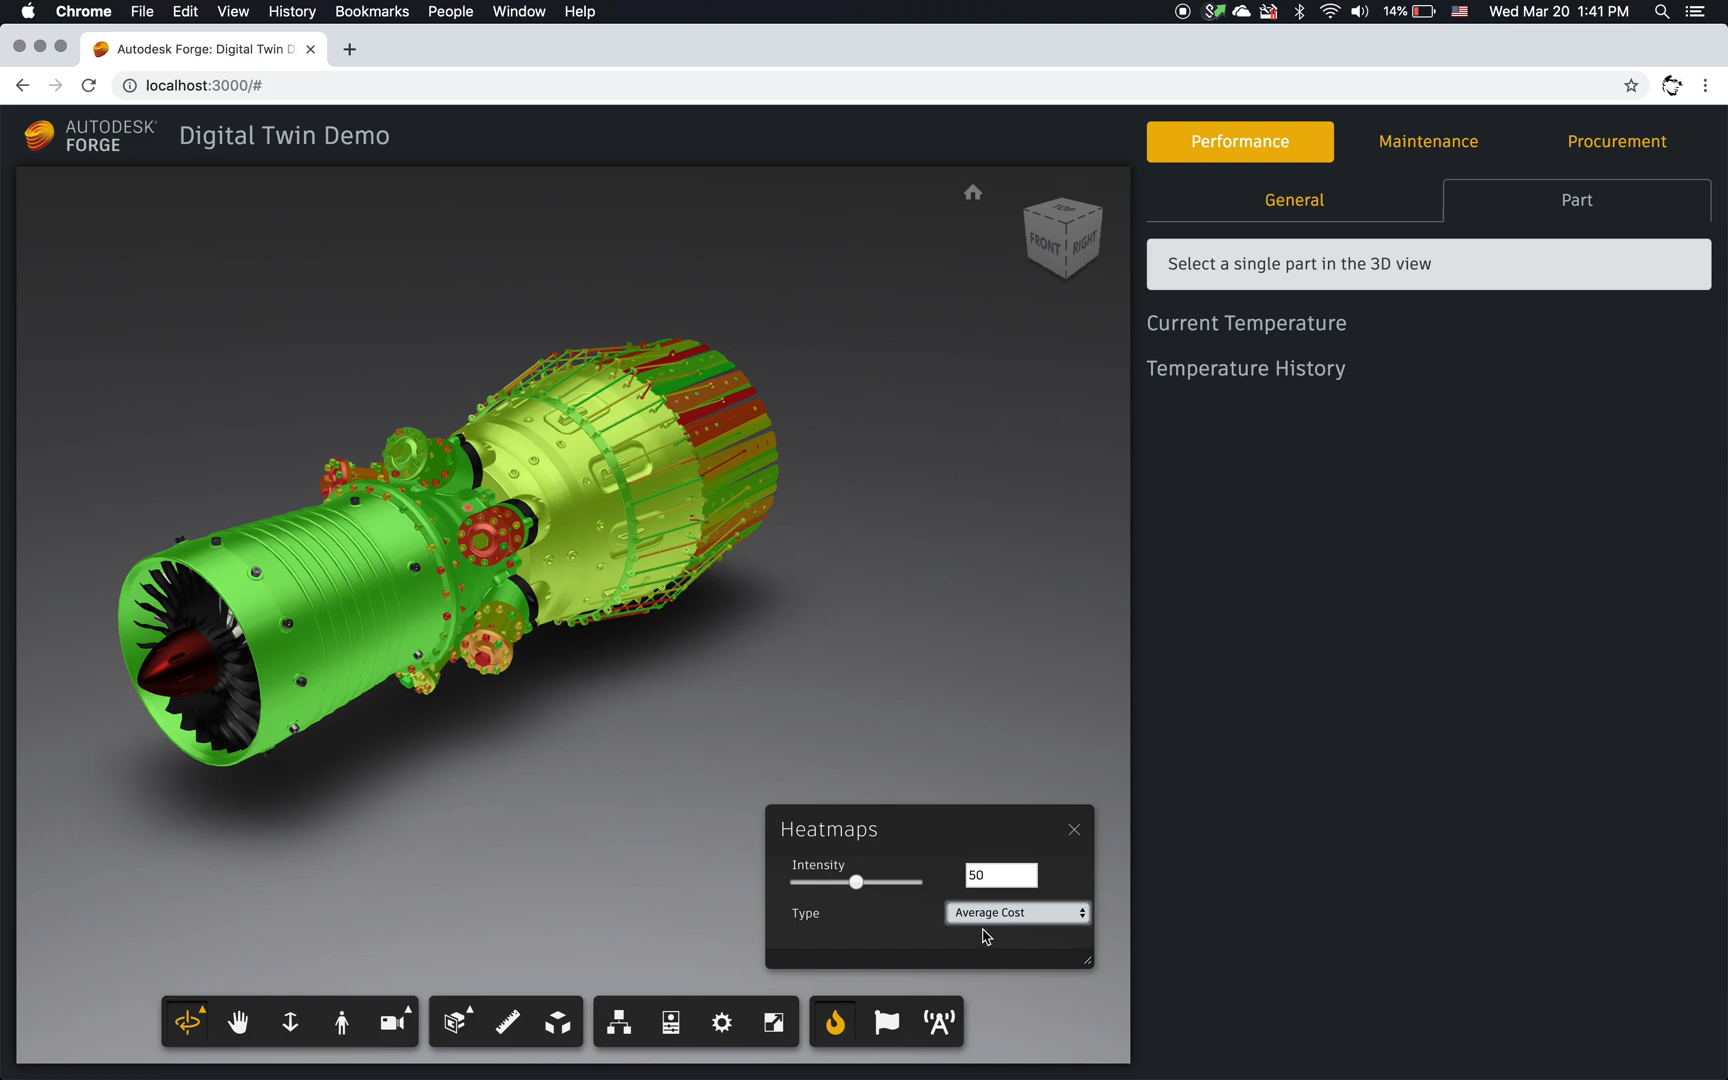 Chrome File Edit View History Bookmarks People Window Help 14% Wed Mar 20 1:41 PM
Autodesk Forge: Digital Twin D
localhost:3000/#
AUTODESK FORGE Digital Twin Demo
Performance Maintenance Procurement
General Part
Select a single part in the 3D view
Current Temperature
Temperature History
TOP
FRONT RIGHT
Heatmaps
Intensity
50
Type Average Cost